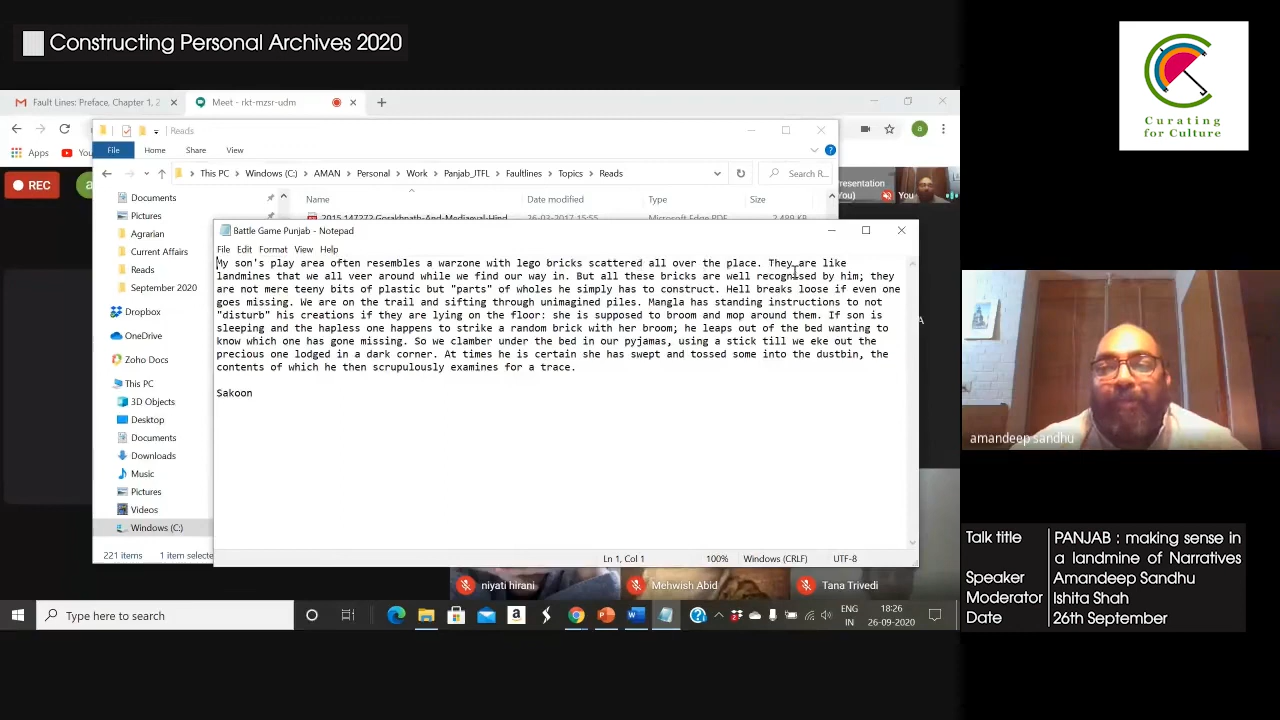 Constructing Personal Archives 2020
Curating
for Culture
Fault Lines: Preface, Chapter 1, 2
Meet - rkt-mzsr-udm
Reads
File Home Share View
Apps
REC
a
This PC > Windows (C:) > AMAN > Personal > Work > Panjab_JTFL > Faultlines > Topics > Reads
Search R...
You
Documents
Pictures
Agrarian
Current Affairs
Reads
September 2020
Dropbox
OneDrive
Zoho Docs
This PC
3D Objects
Desktop
Documents
Downloads
Music
Pictures
Videos
Windows (C:)
221 items
Name Date modified Type Size
Battle Game Punjab - Notepad
File Edit Format View Help
My son's play area often resembles a warzone with lego bricks scattered all over the place. They are like
landmines that we all veer around while we find our way in. But all these bricks are well recognised by him; they
are not mere teeny bits of plastic but "parts" of wholes he simply has to construct. Hell breaks loose if even one
goes missing. We are on the trail and sifting through unimagined piles. Mangla has standing instructions to not
"disturb" his creations if they are lying on the floor: she is supposed to broom and mop around them. If son is
sleeping and the hapless one happens to strike a random brick with her broom; he leaps out of the bed wanting to
know which one has gone missing. So we clamber under the bed in our pyjamas, using a stick till we eke out the
precious one lodged in a dark corner. At times he is certain she has swept and tossed some into the dustbin, the
contents of which he then scrupulously examines for a trace.
Sakoon
Ln 1, Col 1 100% Windows (CRLF) UTF-8
niyati hirani
Mehwish Abid
Tana Trivedi
Type here to search
ENG
IN
18:26
26-09-2020
amandeep sandhu
Talk title PANJAB : making sense in
a landmine of Narratives
Speaker Amandeep Sandhu
Moderator Ishita Shah
Date 26th September